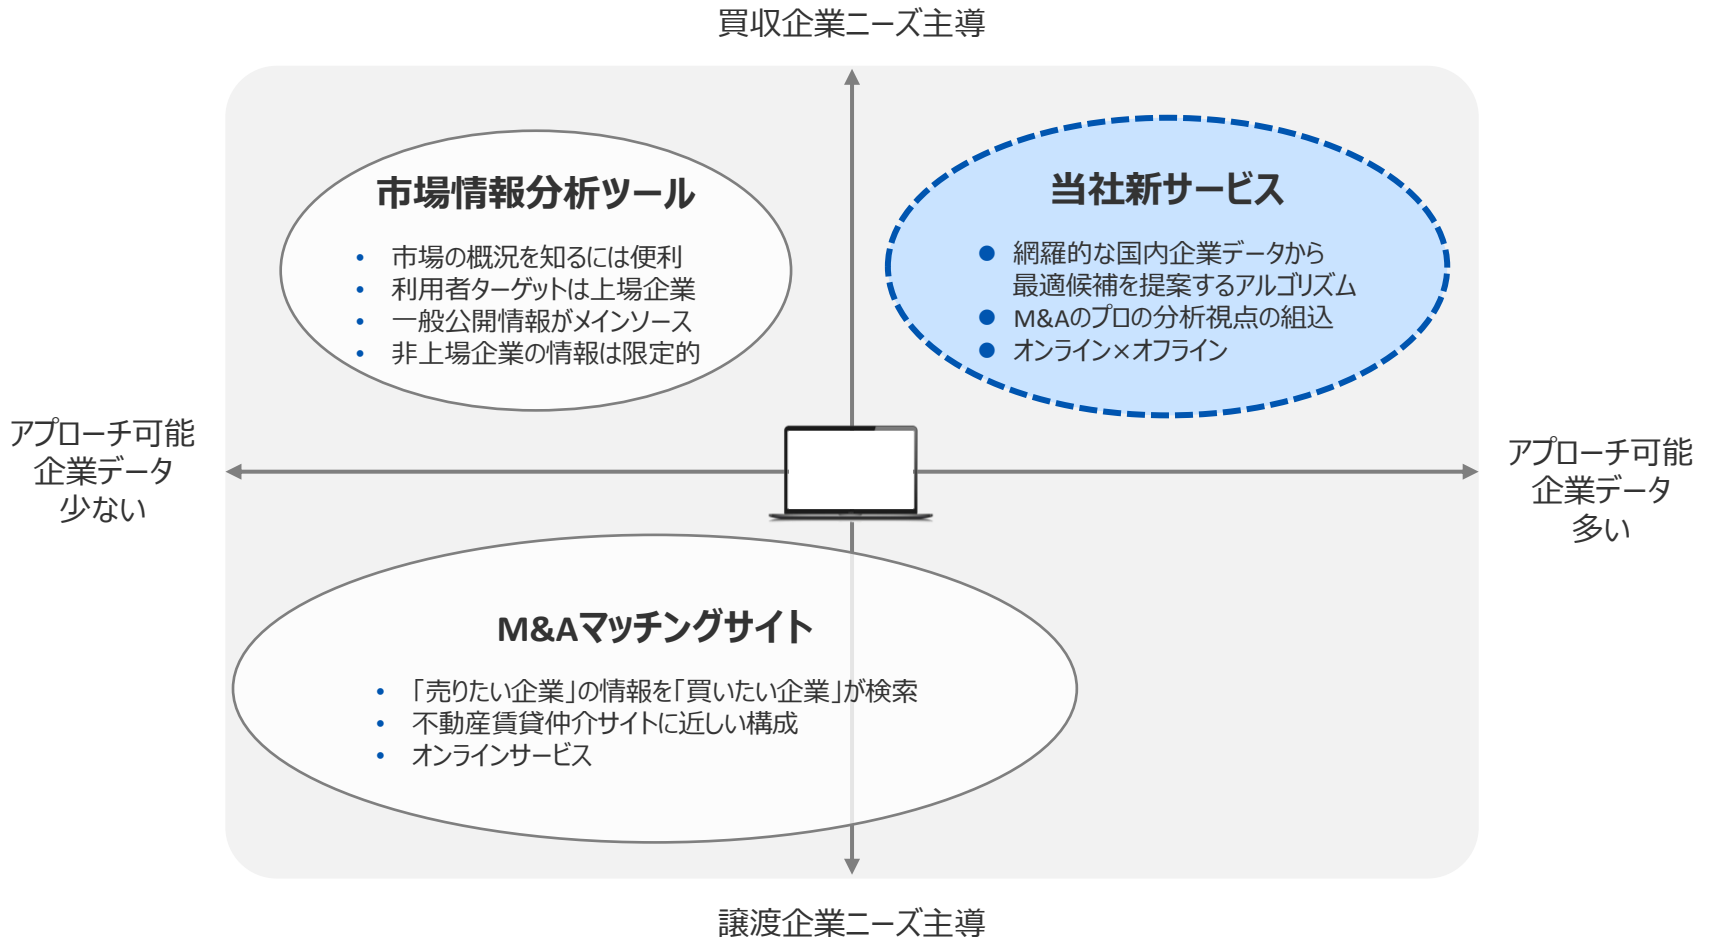 買収企業ニーズ主導
市場情報分析ツール
• 市場の概況を知るには便利
• 利用者ターゲットは上場企業
• 一般公開情報がメインソース
• 非上場企業の情報は限定的
当社新サービス
● 網羅的な国内企業データから
最適候補を提案するアルゴリズム
● M&Aのプロの分析視点の組込
● オンライン×オフライン
アプローチ可能
企業データ
少ない
アプローチ可能
企業データ
多い
M&Aマッチングサイト
• 「売りたい企業」の情報を「買いたい企業」が検索
• 不動産賃貸仲介サイトに近しい構成
• オンラインサービス
譲渡企業ニーズ主導